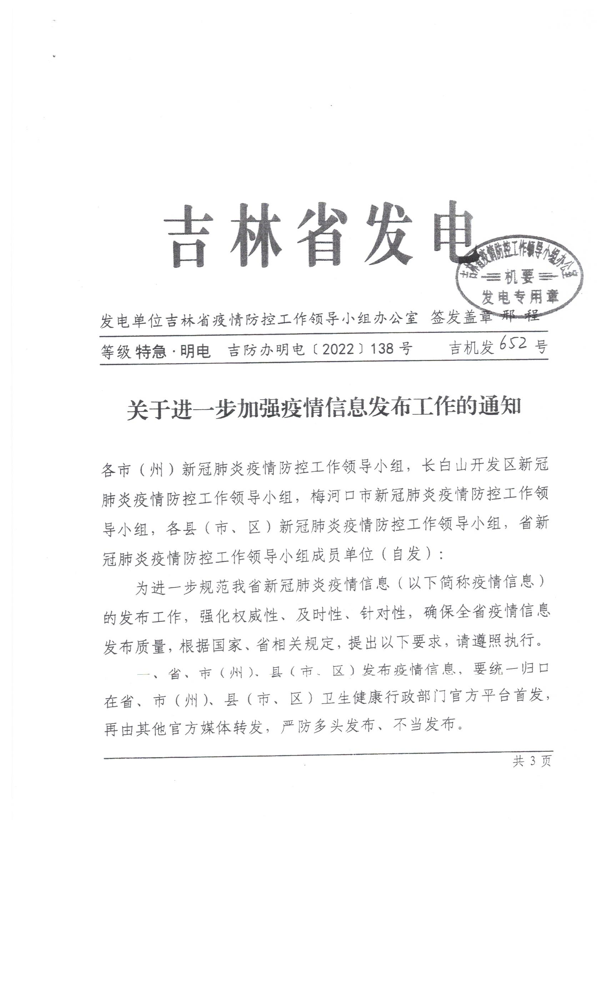 吉林省发电
吉林省疫情防控工作领导小组办公室
机要
发电专用章
发电单位吉林省疫情防控工作领导小组办公室 签发盖章 邢 程
等级 特急·明电 吉防办明电〔2022〕138 号 吉机发 652 号
关于进一步加强疫情信息发布工作的通知
各市（州）新冠肺炎疫情防控工作领导小组，长白山开发区新冠
肺炎疫情防控工作领导小组，梅河口市新冠肺炎疫情防控工作领
导小组，各县（市、区）新冠肺炎疫情防控工作领导小组，省新
冠肺炎疫情防控工作领导小组成员单位（自发）：
为进一步规范我省新冠肺炎疫情信息（以下简称疫情信息）
的发布工作，强化权威性、及时性、针对性，确保全省疫情信息
发布质量，根据国家、省相关规定，提出以下要求，请遵照执行。
一、省、市（州）、县（市、区）发布疫情信息，要统一归口
在省、市（州）、县（市、区）卫生健康行政部门官方平台首发，
再由其他官方媒体转发，严防多头发布、不当发布。
共 3 页